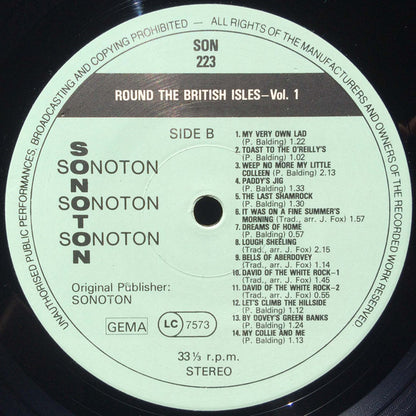 UNAUTHORISED PUBLIC PERFORMANCES, BROADCASTING AND COPYING PROHIBITED — ALL RIGHTS OF THE MANUFACTURERS AND OWNERS OF THE RECORDED WORK RESERVED
SON
223
ROUND THE BRITISH ISLES–Vol. 1
SONOTON
SONOTON
SONOTON
SONOTON
Original Püblisher:
SONOTON
GEMA
LC 7573
SIDE B
1. MY VERY OWN LAD
(P. Balding) 1.22
2. TOAST TO THE O'REILLY'S
(P. Balding) 1.02
3. WEEP NO MORE MY LITTLE
COLLEEN (P. Balding) 2.13
4. PADDY'S JIG
(P. Balding) 1.33
5. THE LAST SHAMROCK
(P. Balding) 1.30
6. IT WAS ON A FINE SUMMER'S
MORNING (Trad., arr. J. Fox) 1.57
7. DREAMS OF HOME
(P. Balding) 0.57
8. LOUGH SHEELING
(Trad., arr. J. Fox) 2.15
9. BELLS OF ABERDOVEY
(Trad., arr. J. Fox) 1.14
10. DAVID OF THE WHITE ROCK–1
(Trad., arr. J. Fox) 1.45
11. DAVID OF THE WHITE ROCK–2
(Trad., arr. J. Fox) 0.55
12. LET'S CLIMB THE HILLSIDE
(P. Balding) 1.12
13. BY DOVEY'S GREEN BANKS
(P. Balding) 1.24
14. MY COLLIE AND ME
(P. Balding) 1.13
33⅓ r.p.m.
STEREO